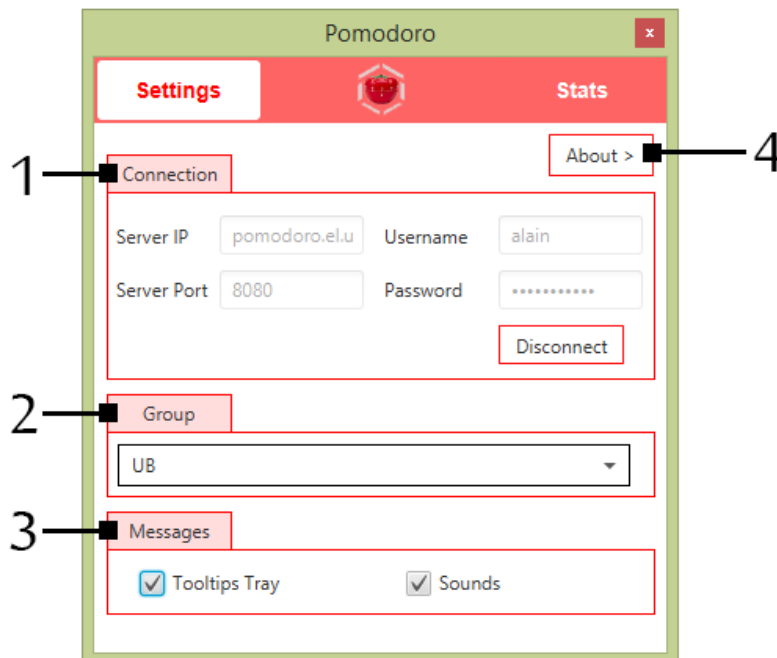 Pomodoro
x
Settings
Stats
4
About >
1
Connection
Server IP pomodoro.el.u Username alain
Server Port 8080 Password •••••••••••
Disconnect
2
Group
UB
3
Messages
Tooltips Tray Sounds